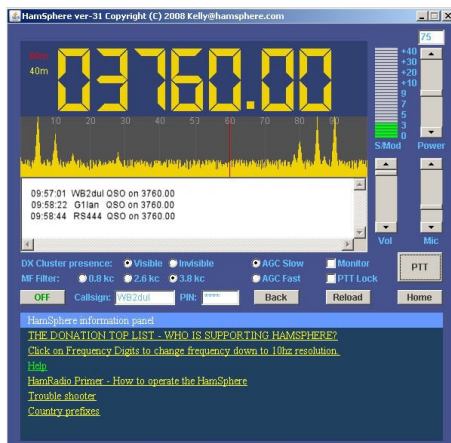 HamSphere ver-31 Copyright (C) 2008 Kelly@hamsphere.com
75
80m
40m
03760.00
+40
+30
+20
+10
9
7
5
3
0
S/Mod
Power
10 20 30 40 50 60 70 80 90
09:57:01 WB2dul QSO on 3760.00
09:58:22 G1lan QSO on 3760.00
09:58:44 RS444 QSO on 3760.00
Vol
Mic
DX Cluster presence: Visible Invisible AGC Slow Monitor
MF Filter: 0.8 kc 2.6 kc 3.8 kc AGC Fast PTT Lock
PTT
OFF Callsign: WB2dul PIN: **** Back Reload Home
HamSphere information panel
THE DONATION TOP LIST - WHO IS SUPPORTING HAMSPHERE?
Click on Frequency Digits to change frequency down to 10hz resolution.
Help
HamRadio Primer - How to operate the HamSphere
Trouble shooter
Country prefixes